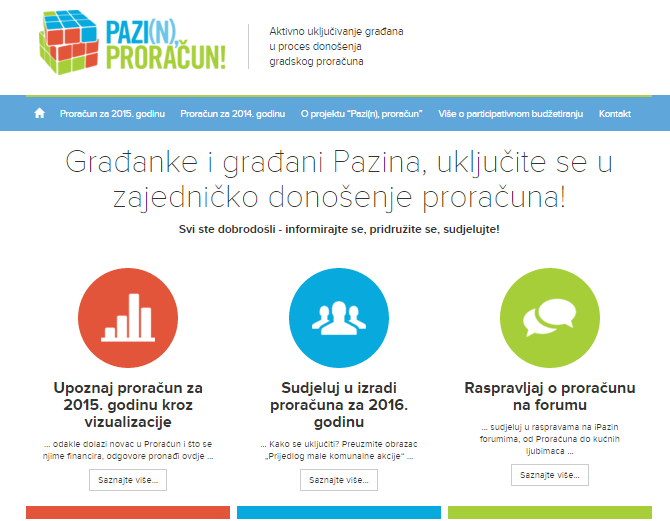 PAZI(N),
PRORAČUN!
Aktivno uključivanje građana
u proces donošenja
gradskog proračuna
Proračun za 2015. godinu Proračun za 2014. godinu O projektu "Pazi(n), proračun" Više o participativnom budžetiranju Kontakt
Građanke i građani Pazina, uključite se u
zajedničko donošenje proračuna!
Svi ste dobrodošli - informirajte se, pridružite se, sudjelujte!
Upoznaj proračun za
2015. godinu kroz
vizualizacije
... odakle dolazi novac u Proračun i što se
njime financira, odgovore pronađi ovdje ...
Saznajte više...
Sudjeluj u izradi
proračuna za 2016.
godinu
... Kako se uključiti? Preuzmite obrazac
„Prijedlog male komunalne akcije" ...
Saznajte više...
Raspravljaj o proračunu
na forumu
... sudjeluj u raspravama na iPazin
forumima, od Proračuna do kućnih
ljubimaca ...
Saznajte više...